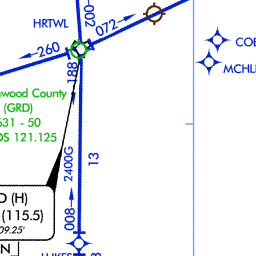 HRTWL
002
072
260
COE
MCHL
188
wood County
(GRD)
631 - 50
OS 121.125
2400G
13
D (H)
(115.5)
09.25'
008
N